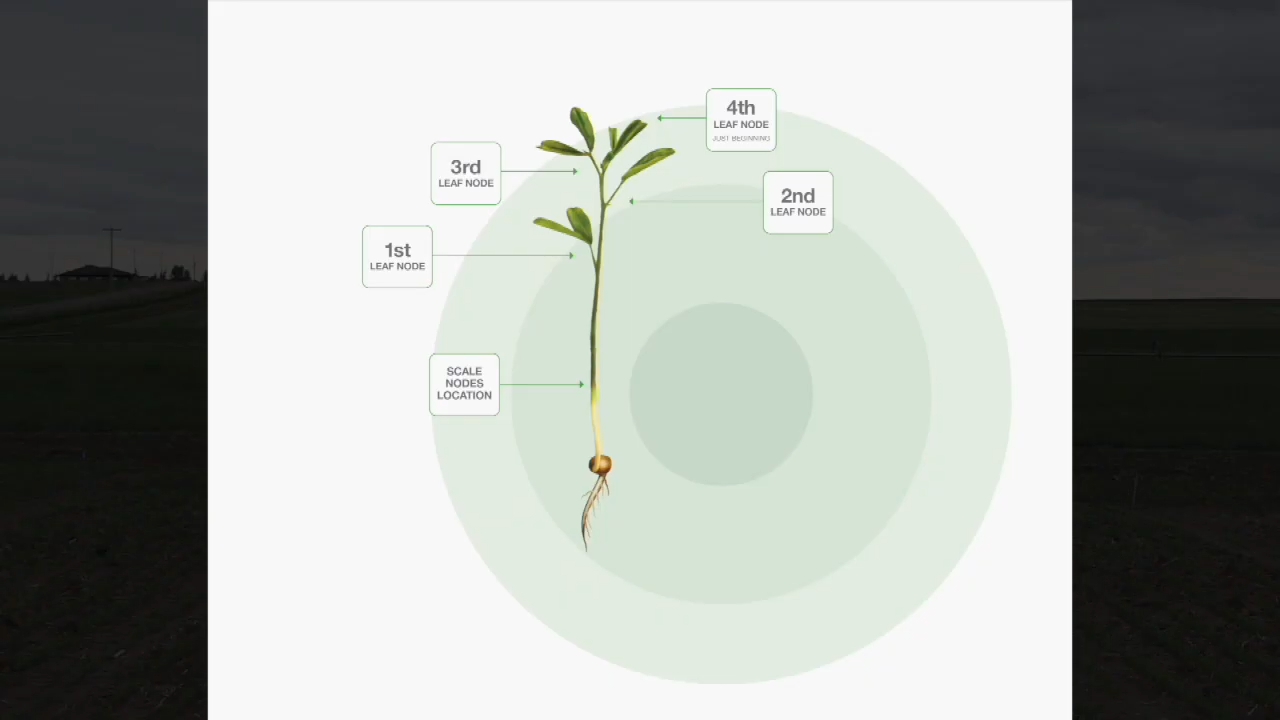 4th
LEAF NODE
JUST BEGINNING
3rd
LEAF NODE
2nd
LEAF NODE
1st
LEAF NODE
SCALE
NODES
LOCATION